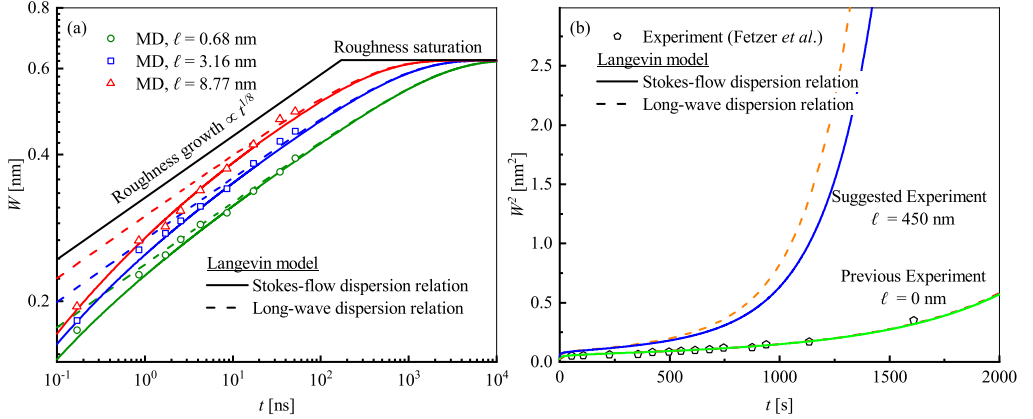 (a)
MD, ℓ = 0.68 nm
MD, ℓ = 3.16 nm
MD, ℓ = 8.77 nm
Roughness saturation
Roughness growth ∝ t^{1/8}
Langevin model
Stokes-flow dispersion relation
Long-wave dispersion relation
W [nm]
0.8
0.6
0.4
0.2
10^{-1}
10^{0}
10^{1}
10^{2}
10^{3}
10^{4}
t [ns]
(b)
Experiment (Fetzer et al.)
Langevin model
Stokes-flow dispersion relation
Long-wave dispersion relation
Suggested Experiment
ℓ = 450 nm
Previous Experiment
ℓ = 0 nm
W^{2} [nm^{2}]
2.5
2.0
1.5
1.0
0.5
0.0
0
500
1000
1500
2000
t [s]